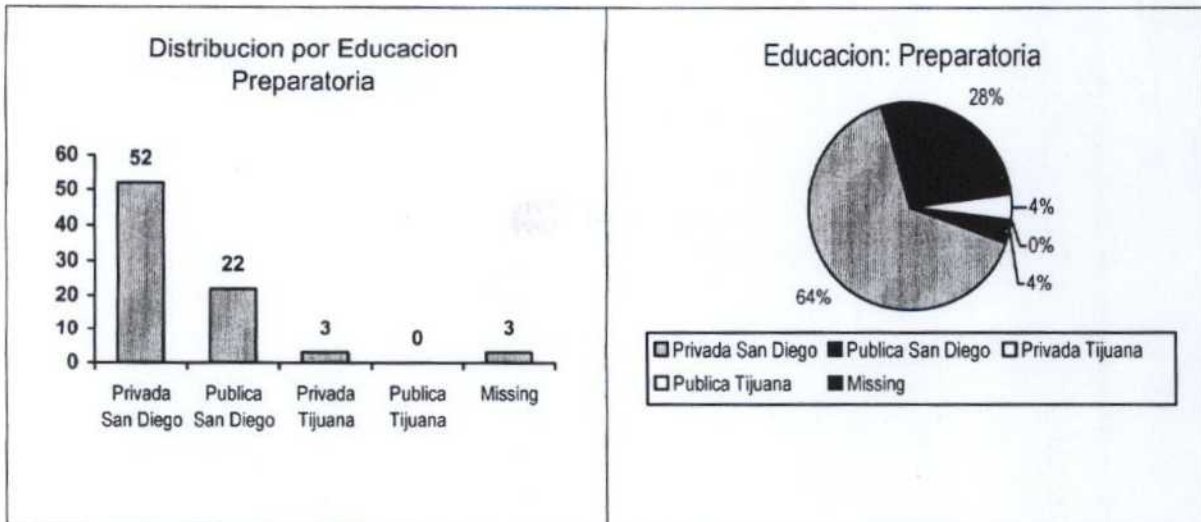 Distribucion por Educacion
Preparatoria
60
50
40
30
20
10
0
52
22
3
0
3
Privada
San Diego
Publica
San Diego
Privada
Tijuana
Publica
Tijuana
Missing
Educacion: Preparatoria
28%
4%
0%
4%
64%
Privada San Diego Publica San Diego Privada Tijuana
Publica Tijuana Missing